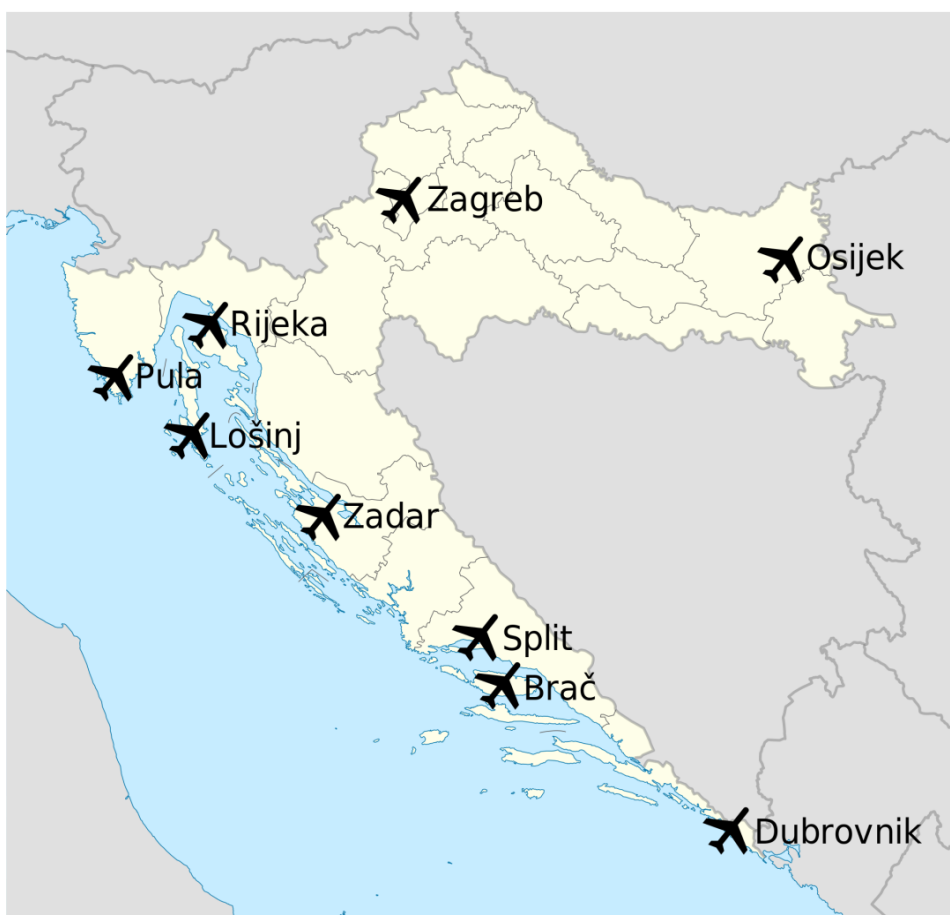 Zagreb
Osijek
Rijeka
Pula
Lošinj
Zadar
Split
Brač
Dubrovnik